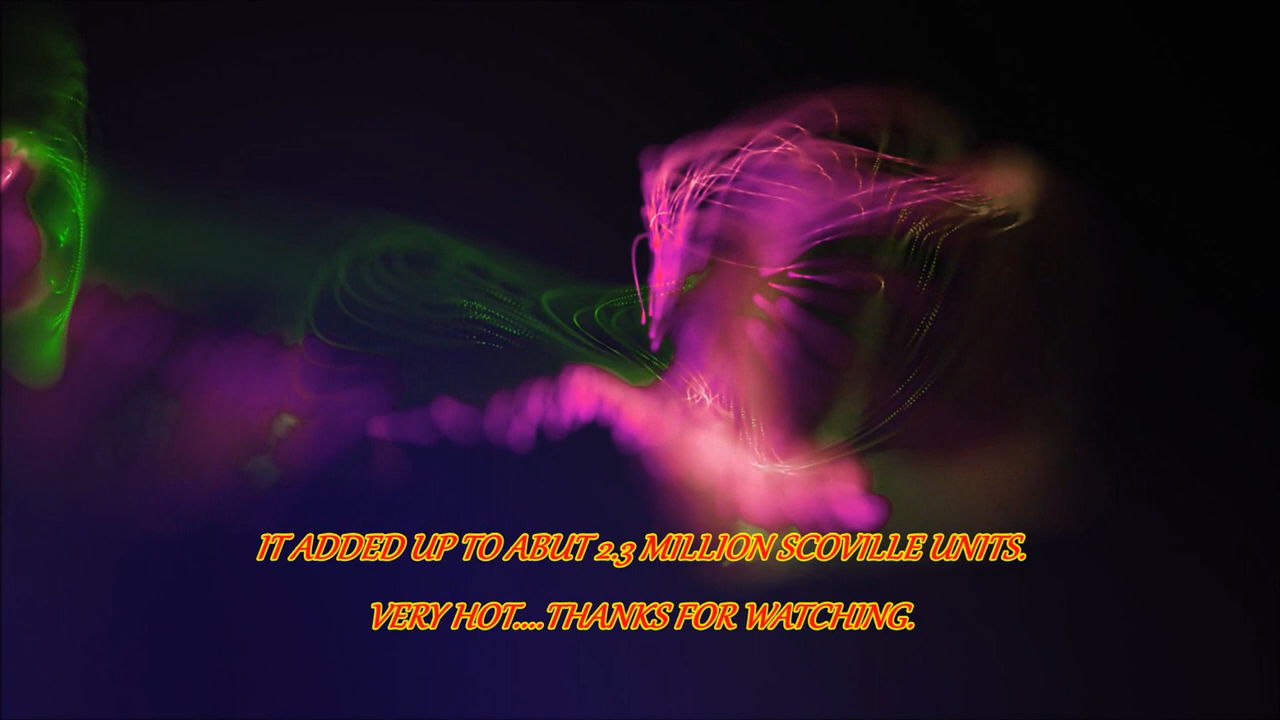 IT ADDED UP TO ABUT 2.3 MILLION SCOVILLE UNITS.
VERY HOT....THANKS FOR WATCHING.